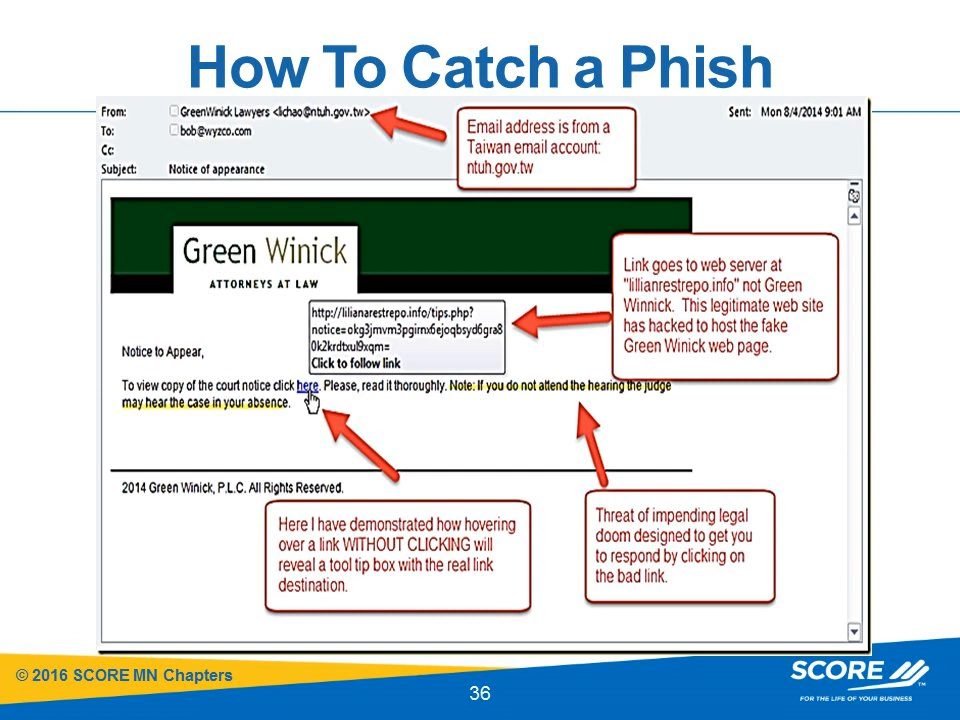 How To Catch a Phish
From: GreenWinick Lawyers <lichao@ntuh.gov.tw>
Sent: Mon 8/4/2014 9:01 AM
To: bob@wyzco.com
Cc:
Subject: Notice of appearance
Email address is from a
Taiwan email account:
ntuh.gov.tw
Green Winick
ATTORNEYS AT LAW
Link goes to web server at
"lillianrestrepo.info" not Green
Winnick. This legitimate web site
has hacked to host the fake
Green Winick web page.
http://lilianarestrepo.info/tips.php?
notice=okg3jmvm3pgirnx6ejoqbsyd6gra8
0k2krdtxul9xqm=
Click to follow link
Notice to Appear,
To view copy of the court notice click here. Please, read it thoroughly. Note: If you do not attend the hearing the judge
may hear the case in your absence.
2014 Green Winick, P.L.C. All Rights Reserved.
Here I have demonstrated how hovering
over a link WITHOUT CLICKING will
reveal a tool tip box with the real link
destination.
Threat of impending legal
doom designed to get you
to respond by clicking on
the bad link.
© 2016 SCORE MN Chapters
36
SCORE
TM
FOR THE LIFE OF YOUR BUSINESS